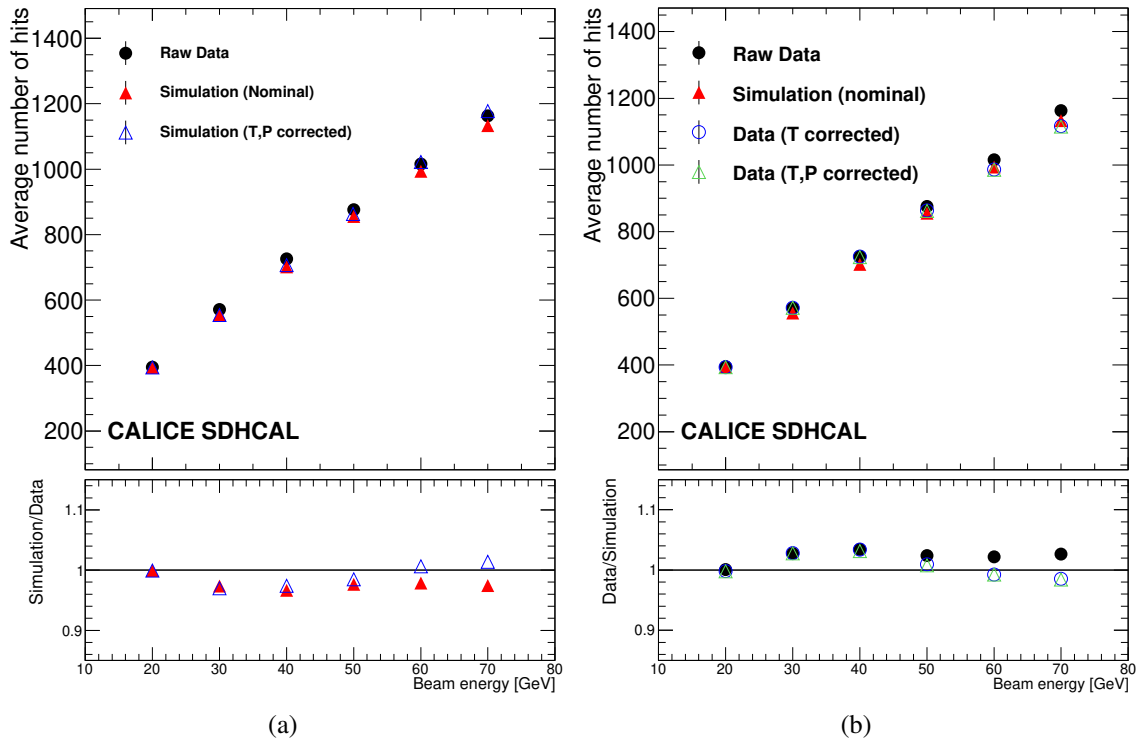 Average number of hits
1400
1200
1000
800
600
400
200
Raw Data
Simulation (Nominal)
Simulation (T,P corrected)
CALICE SDHCAL
Simulation/Data
1.1
1
0.9
10 20 30 40 50 60 70 80
Beam energy [GeV]
(a)
Average number of hits
1400
1200
1000
800
600
400
200
Raw Data
Simulation (nominal)
Data (T corrected)
Data (T,P corrected)
CALICE SDHCAL
Data/Simulation
1.1
1
0.9
10 20 30 40 50 60 70 80
Beam energy [GeV]
(b)